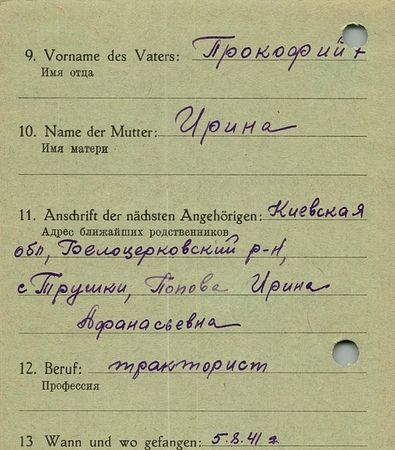 9. Vorname des Vaters: Прокофий +
Имя отца
10. Name der Mutter: Ирина
Имя матери
11. Anschrift der nächsten Angehörigen: Киевская
Адрес ближайших родственников
обл, Белоцерковский р-н,
с Трушки, Попова Ирина
Афанасьевна
12. Beruf: тракторист
Профессия
13 Wann und wo gefangen: 5.8.41 г